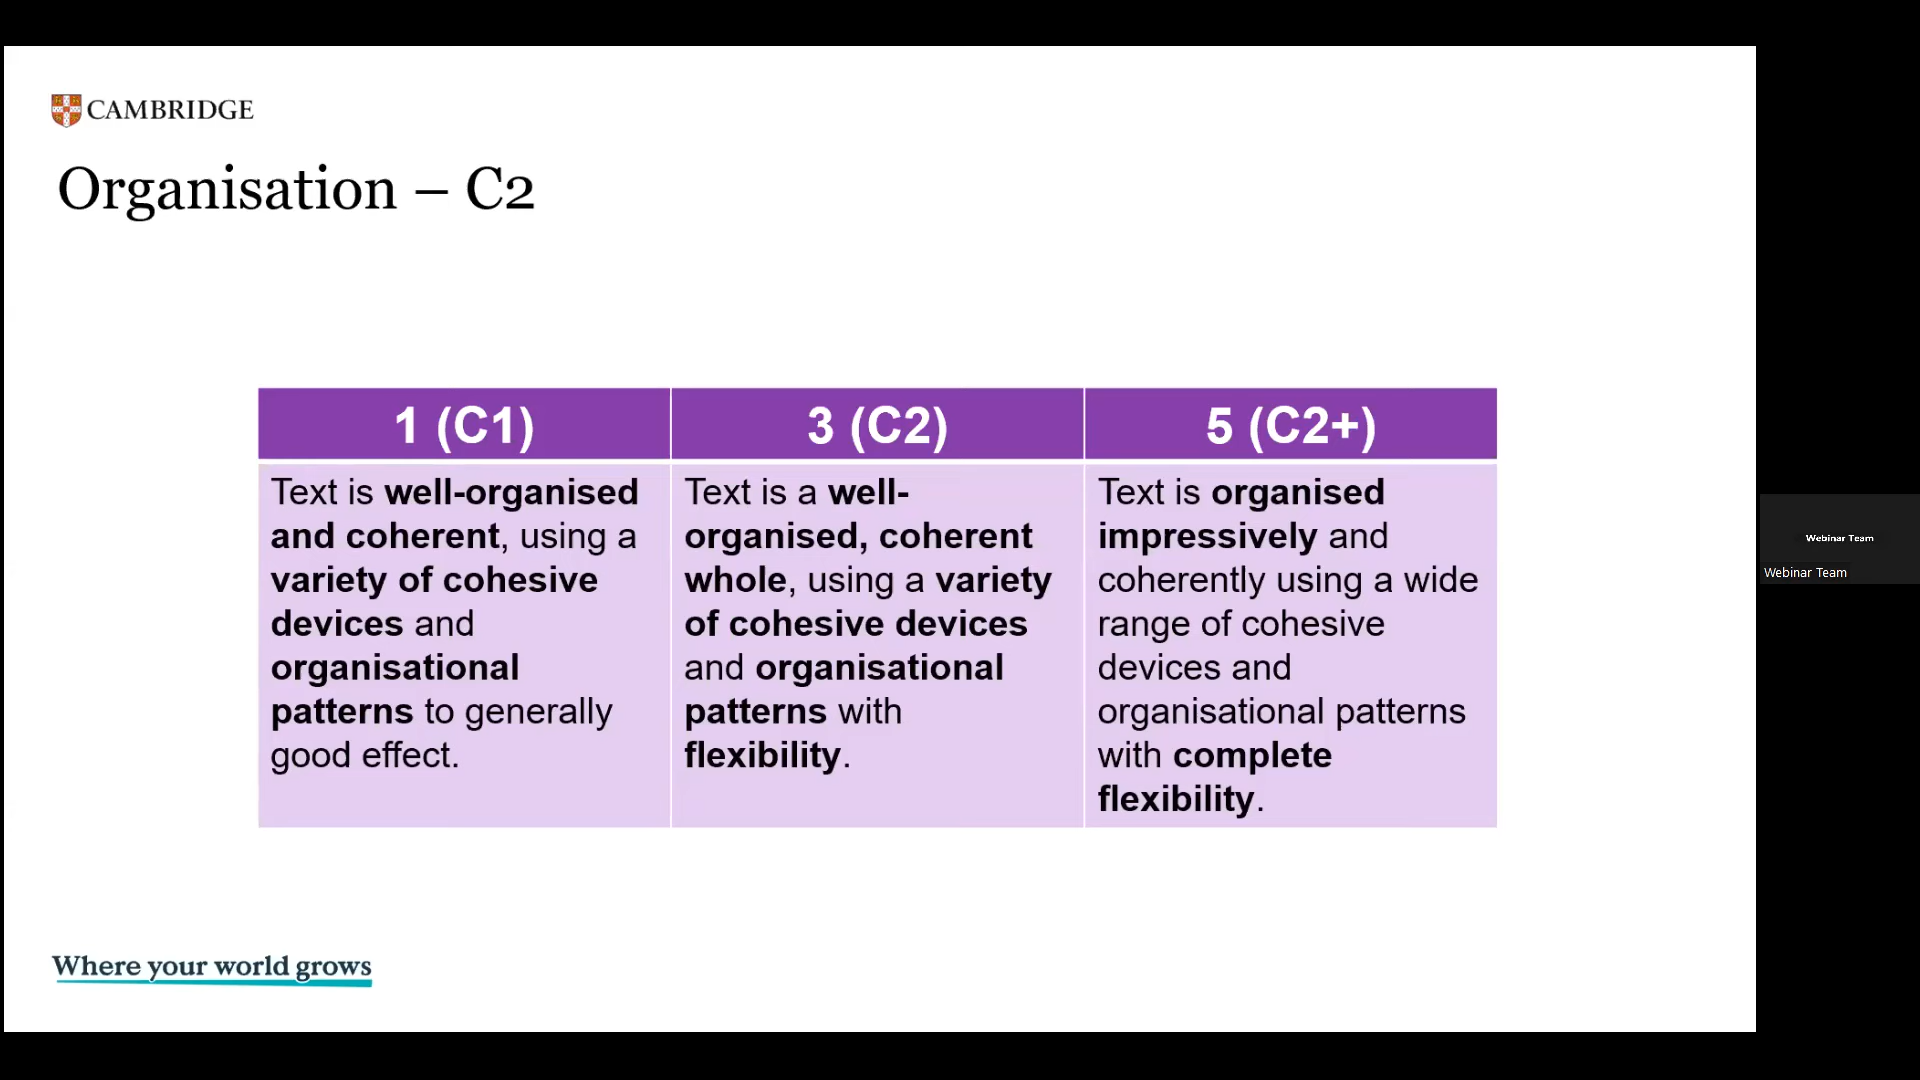 CAMBRIDGE
Organisation – C2
1 (C1)
Text is well-organised
and coherent, using a
variety of cohesive
devices and
organisational
patterns to generally
good effect.
3 (C2)
Text is a well-
organised, coherent
whole, using a variety
of cohesive devices
and organisational
patterns with
flexibility.
5 (C2+)
Text is organised
impressively and
coherently using a wide
range of cohesive
devices and
organisational patterns
with complete
flexibility.
Where your world grows
Webinar Team
Webinar Team